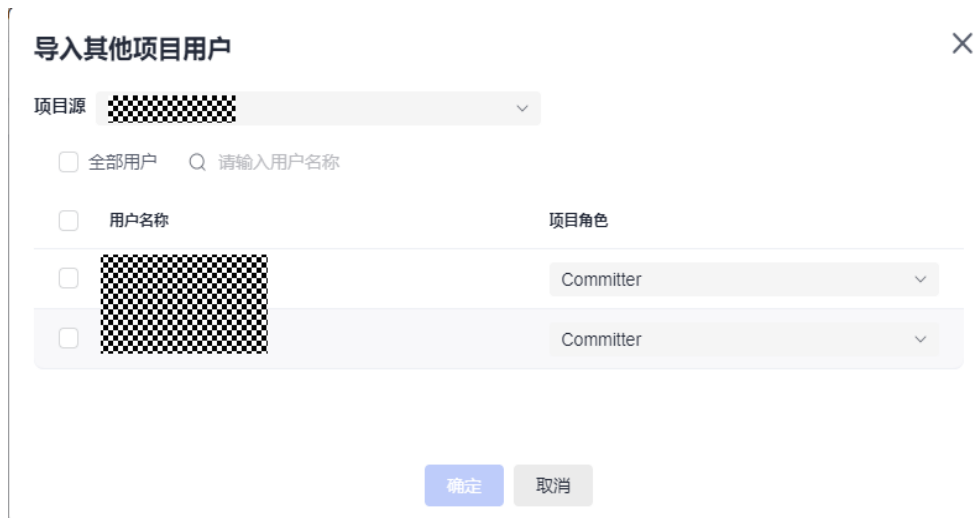 导入其他项目用户
项目源
全部用户 请输入用户名称
用户名称 项目角色
Committer
Committer
确定 取消